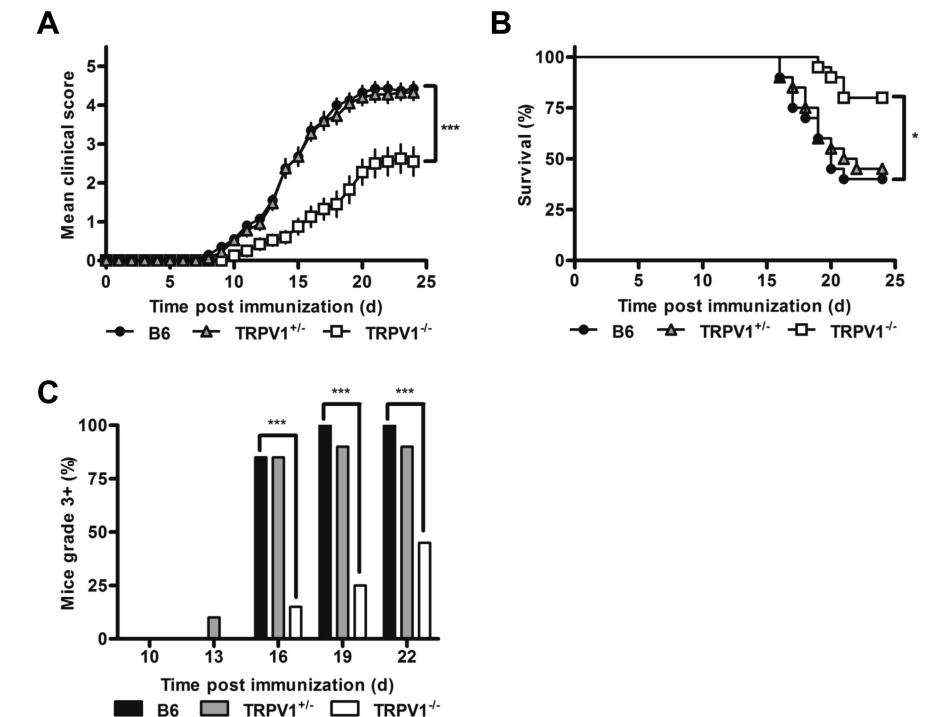 A
5
4
3
2
1
0
Mean clinical score
***
0 5 10 15 20 25
Time post immunization (d)
B6 TRPV1+/- TRPV1-/-
B
100
75
50
25
0
Survival (%)
*
0 5 10 15 20 25
Time post immunization (d)
B6 TRPV1+/- TRPV1-/-
C
100
75
50
25
0
Mice grade 3+ (%)
*** *** ***
10 13 16 19 22
Time post immunization (d)
B6 TRPV1+/- TRPV1-/-